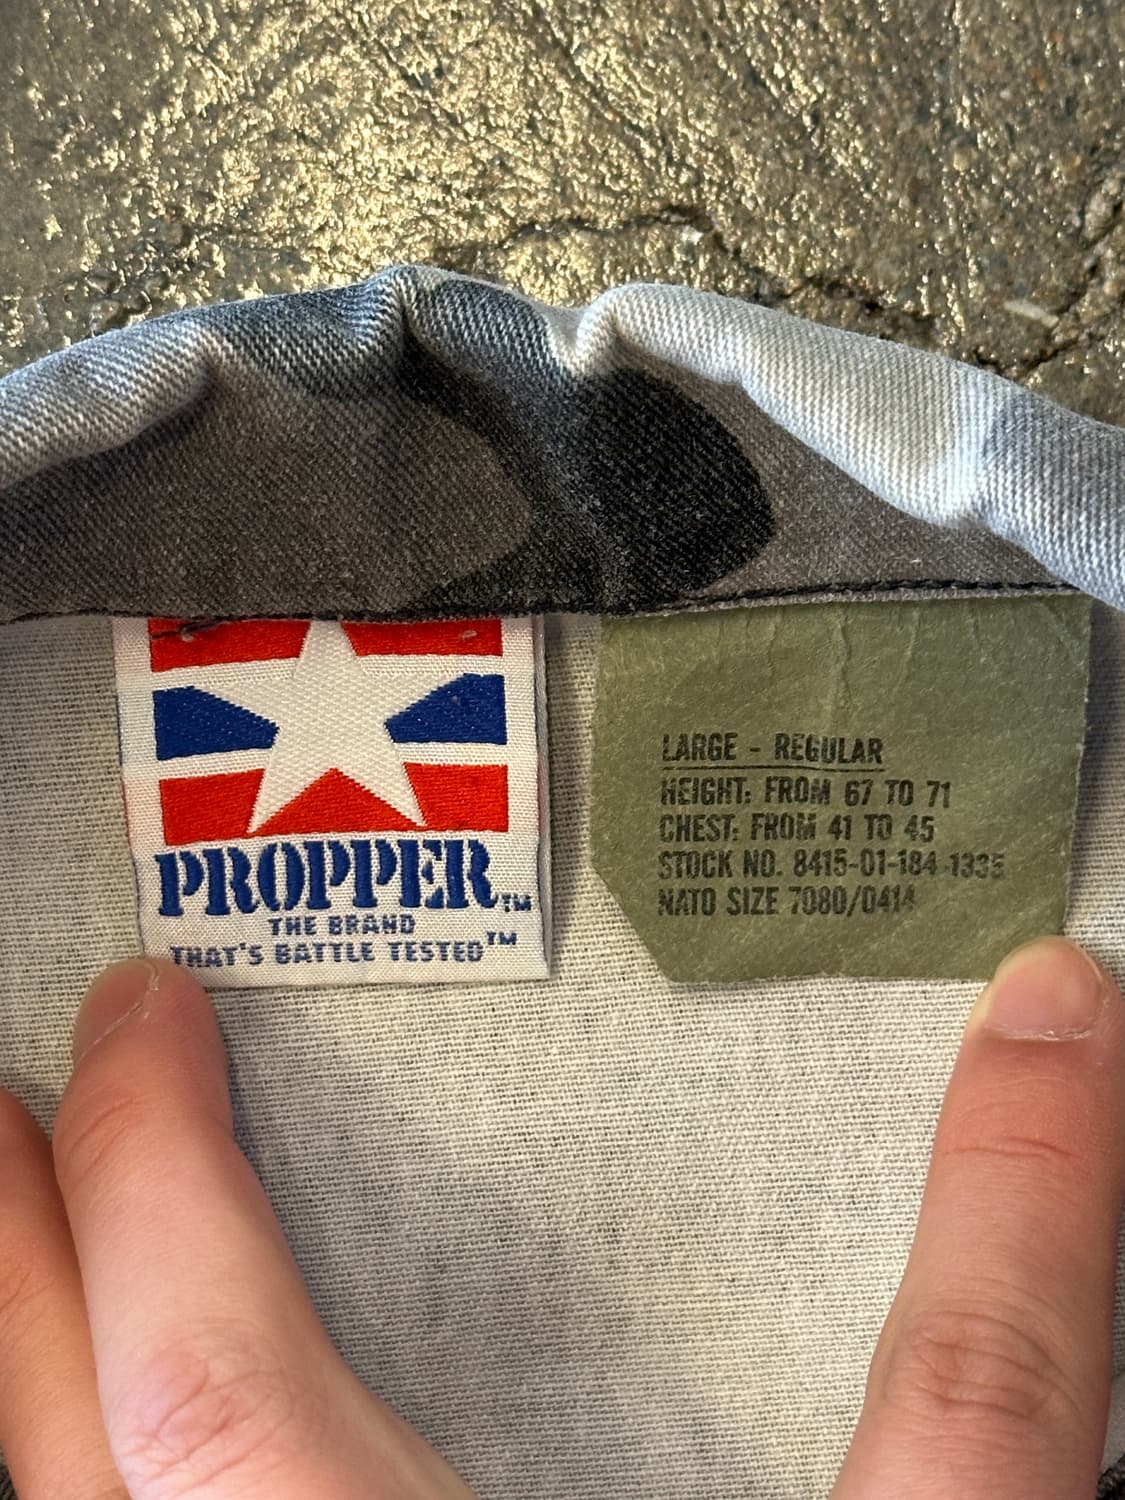 PROPPER™
THE BRAND
THAT'S BATTLE TESTED™
LARGE - REGULAR
HEIGHT: FROM 67 TO 71
CHEST: FROM 41 TO 45
STOCK NO. 8415-01-184-1335
NATO SIZE 7080/0414